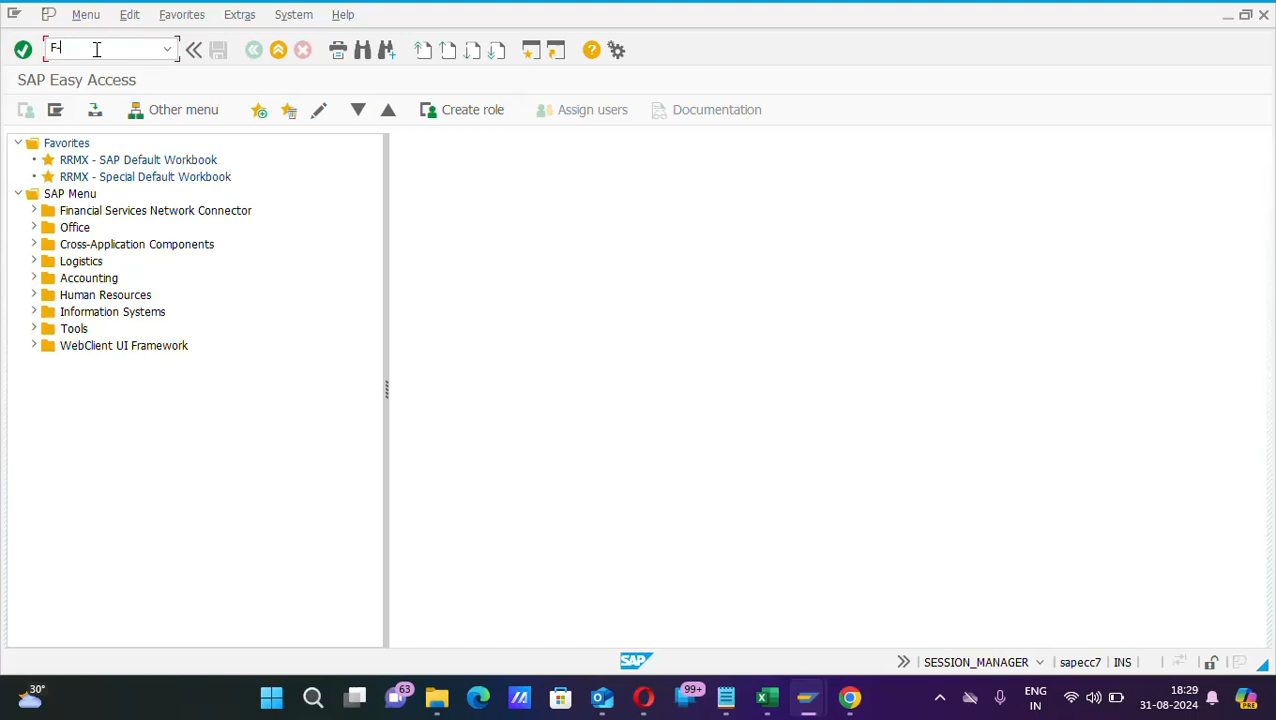 Menu Edit Favorites Extras System Help
F-
SAP Easy Access
Other menu Create role Assign users Documentation
Favorites
RRMX - SAP Default Workbook
RRMX - Special Default Workbook
SAP Menu
Financial Services Network Connector
Office
Cross-Application Components
Logistics
Accounting
Human Resources
Information Systems
Tools
WebClient UI Framework
SAP SESSION_MANAGER sapecc7 INS
30° 63 99+ ENG 18:29
IN 31-08-2024 PRE